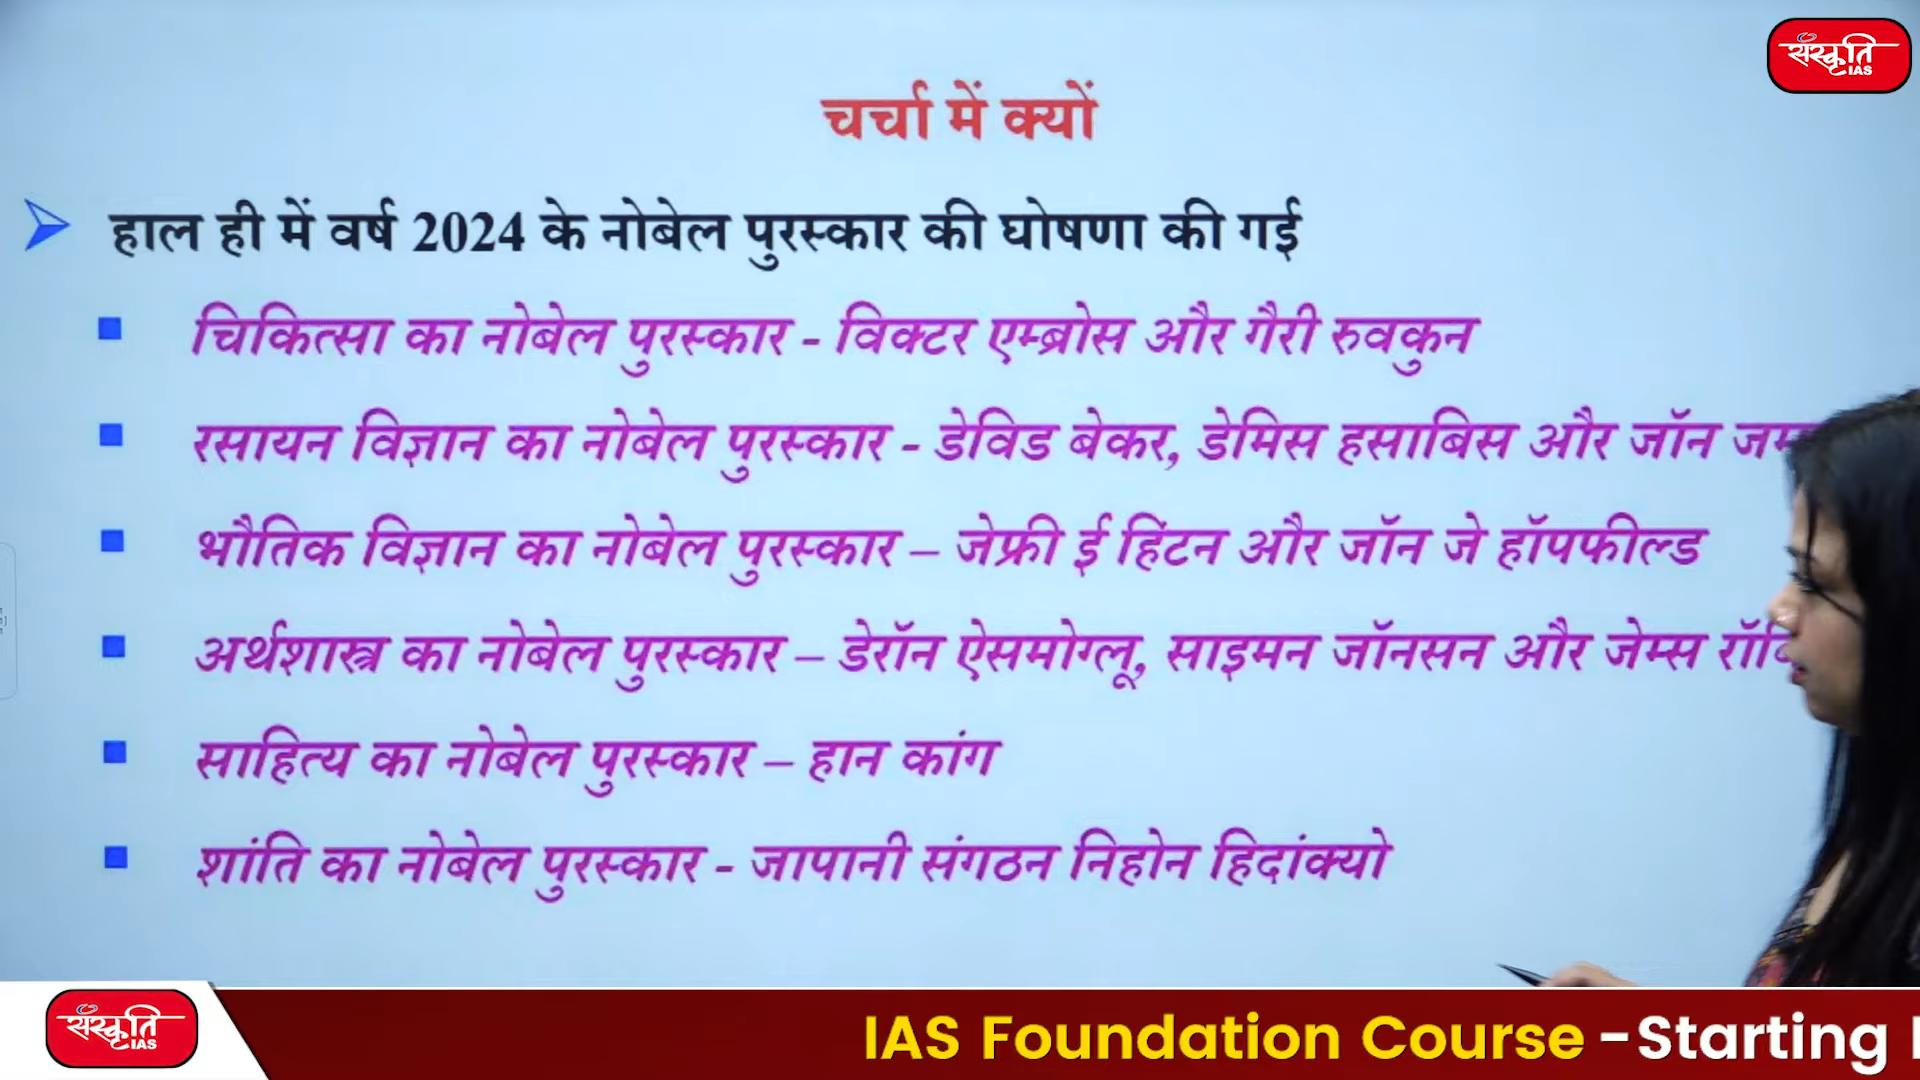 संस्कृति
IAS
चर्चा में क्यों
हाल ही में वर्ष 2024 के नोबेल पुरस्कार की घोषणा की गई
चिकित्सा का नोबेल पुरस्कार - विक्टर एम्ब्रोस और गैरी रुवकुन
रसायन विज्ञान का नोबेल पुरस्कार - डेविड बेकर, डेमिस हसाबिस और जॉन
भौतिक विज्ञान का नोबेल पुरस्कार – जेफ्री ई हिंटन और जॉन जे हॉपफील्ड
अर्थशास्त्र का नोबेल पुरस्कार – डेरॉन ऐसमोग्लू, साइमन जॉनसन और जेम्स
साहित्य का नोबेल पुरस्कार – हान कांग
शांति का नोबेल पुरस्कार - जापानी संगठन निहोन हिदांक्यो
संस्कृति
IAS
IAS Foundation Course - Starting